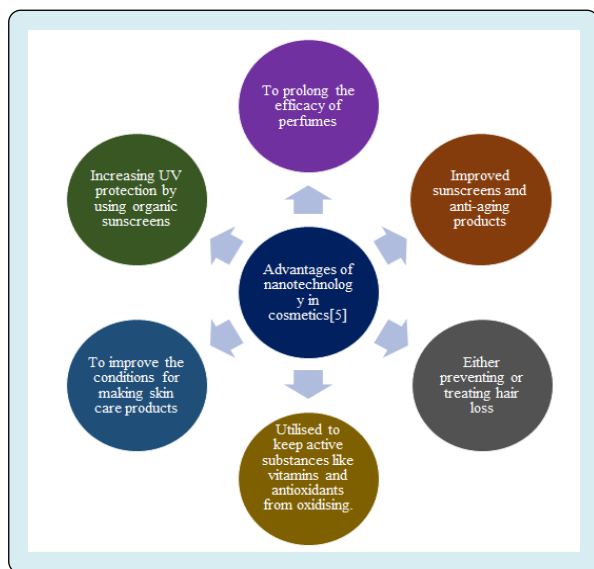 To prolong the
efficacy of
perfumes
Improved
sunscreens and
anti-aging
products
Either
preventing or
treating hair
loss
Utilised to
keep active
substances like
vitamins and
antioxidants
from oxidising.
To improve the
conditions for
making skin
care products
Increasing UV
protection by
using organic
sunscreens
Advantages of
nanotechnolog
y in
cosmetics[5]